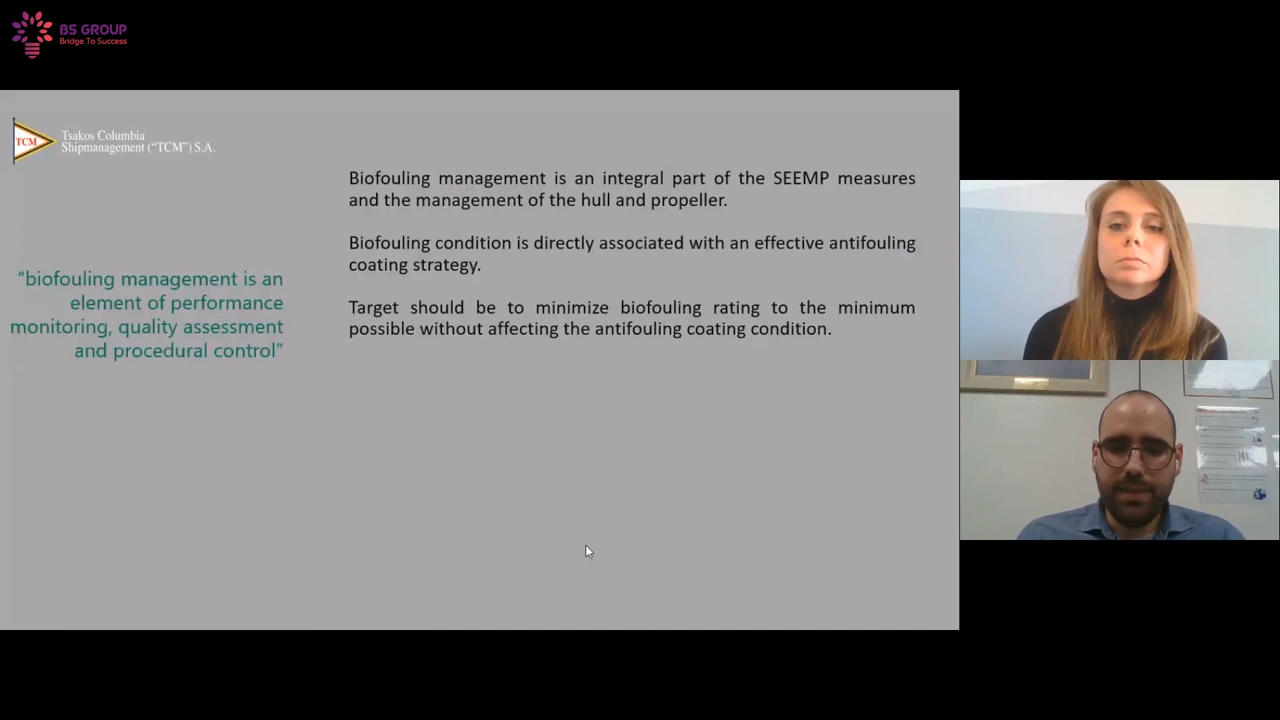 BS GROUP
Bridge To Success
TCM
Tsakos Columbia
Shipmanagement (“TCM”) S.A.
“biofouling management is an
element of performance
monitoring, quality assessment
and procedural control”
Biofouling management is an integral part of the SEEMP measures
and the management of the hull and propeller.
Biofouling condition is directly associated with an effective antifouling
coating strategy.
Target should be to minimize biofouling rating to the minimum
possible without affecting the antifouling coating condition.